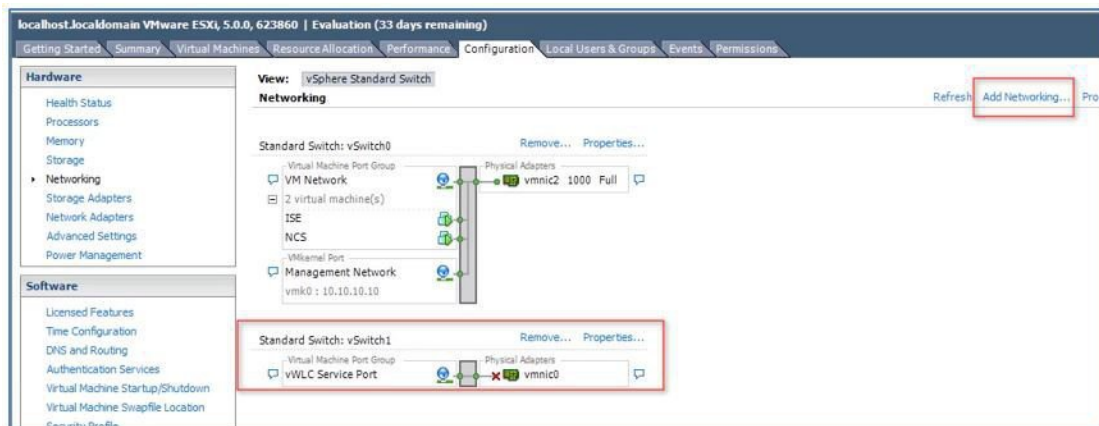 localhost.localdomain VMware ESXi, 5.0.0, 623860 | Evaluation (33 days remaining)
Getting Started Summary Virtual Machines Resource Allocation Performance Configuration Local Users & Groups Events Permissions
Hardware
Health Status
Processors
Memory
Storage
Networking
Storage Adapters
Network Adapters
Advanced Settings
Power Management
Software
Licensed Features
Time Configuration
DNS and Routing
Authentication Services
Virtual Machine Startup/Shutdown
Virtual Machine Swapfile Location
Security Profile
View: vSphere Standard Switch
Networking
Refresh Add Networking... Pro
Standard Switch: vSwitch0 Remove... Properties...
Virtual Machine Port Group Physical Adapters
VM Network vmnic2 1000 Full
2 virtual machine(s)
ISE
NCS
VMkernel Port
Management Network
vmk0 : 10.10.10.10
Standard Switch: vSwitch1 Remove... Properties...
Virtual Machine Port Group Physical Adapters
vWLC Service Port vmnic0